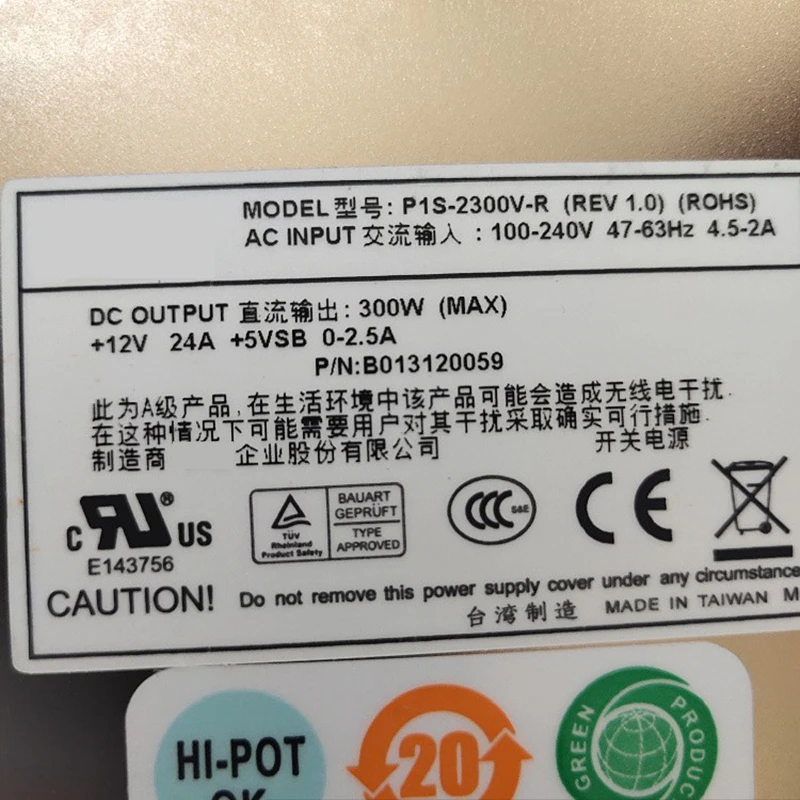 MODEL 型号: P1S-2300V-R (REV 1.0) (ROHS)
AC INPUT 交流输入 : 100-240V 47-63Hz 4.5-2A
DC OUTPUT 直流输出: 300W (MAX)
+12V 24A +5VSB 0-2.5A
P/N:B013120059
此为A级产品,在生活环境中该产品可能会造成无线电干扰.
在这种情况下可能需要用户对其干扰采取确实可行措施.
制造商 企业股份有限公司 开关电源
c RU ® US
E143756
TÜV
Rheinland
Product Safety
BAUART
GEPRÜFT
TYPE
APPROVED
CCC S&E
CE
CAUTION! Do not remove this power supply cover under any circumstance
台湾制造 MADE IN TAIWAN M
HI-POT
OK
20
GREEN PRODUC